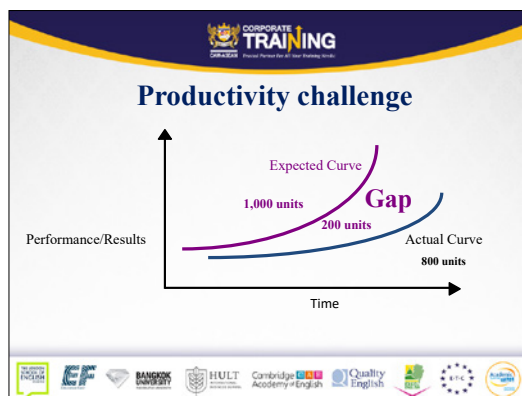 CORPORATE
TRAINING
Productivity challenge
Expected Curve
1,000 units
Gap
200 units
Performance/Results
Actual Curve
800 units
Time
EF
BANGKOK
UNIVERSITY
HULT
Cambridge
Academy of English
Quality
English